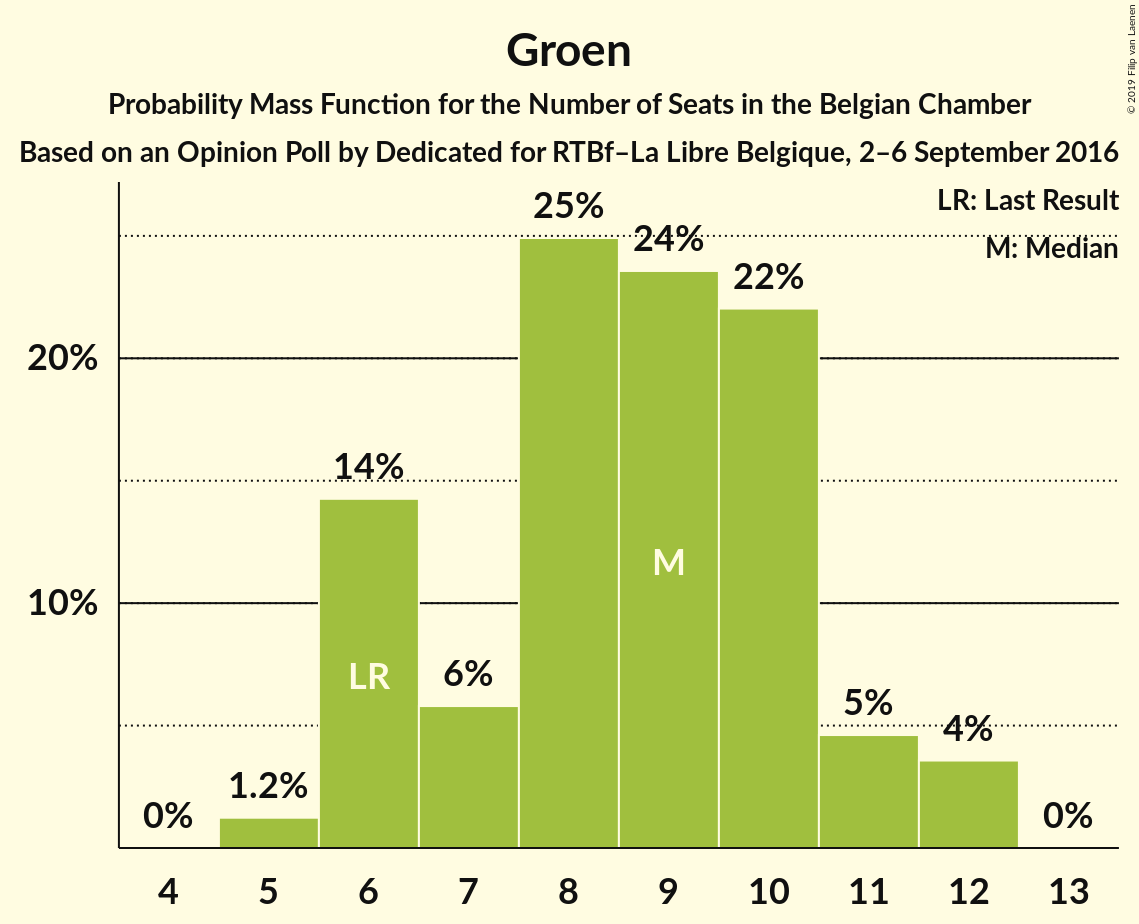 Groen
Probability Mass Function for the Number of Seats in the Belgian Chamber
Based on an Opinion Poll by Dedicated for RTBf–La Libre Belgique, 2–6 September 2016
© 2019 Filip van Laenen
LR: Last Result
M: Median
25%
24%
22%
20%
14%
10%
6%
5%
4%
1.2%
0%
0%
LR
M
4 5 6 7 8 9 10 11 12 13